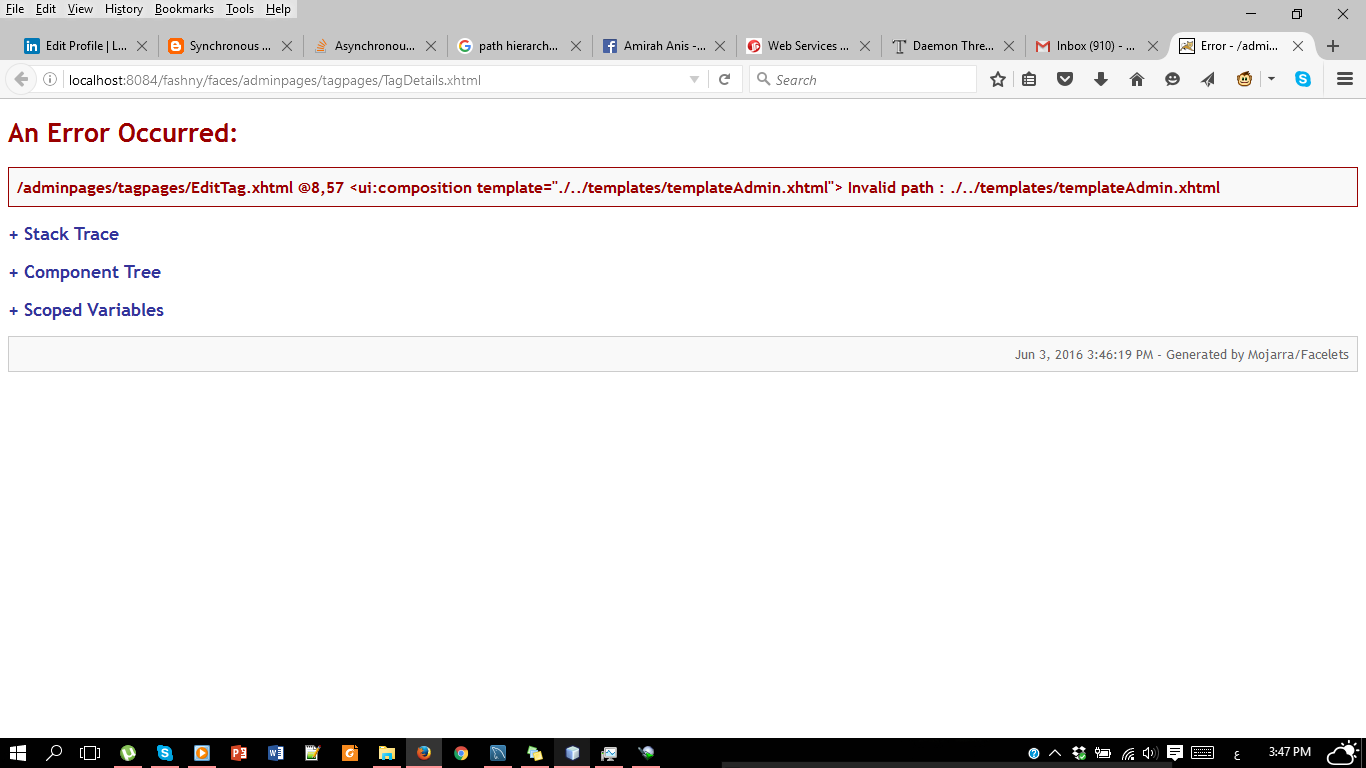 File Edit View History Bookmarks Tools Help
Edit Profile | L...
Synchronous ...
Asynchronou...
path hierarch...
Amirah Anis -...
Web Services ...
Daemon Thre...
Inbox (910) - ...
Error - /admi...
localhost:8084/fashny/faces/adminpages/tagpages/TagDetails.xhtml
Search
An Error Occurred:
/adminpages/tagpages/EditTag.xhtml @8,57 <ui:composition template="./../templates/templateAdmin.xhtml"> Invalid path : ./../templates/templateAdmin.xhtml
+ Stack Trace
+ Component Tree
+ Scoped Variables
Jun 3, 2016 3:46:19 PM - Generated by Mojarra/Facelets
ع
3:47 PM